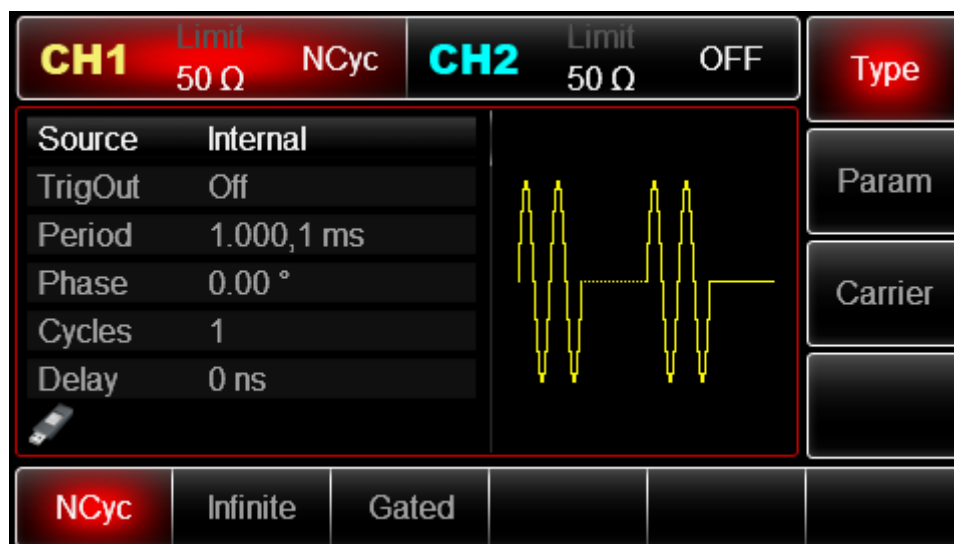 CH1 Limit 50 Ω NCyc CH2 Limit 50 Ω OFF Type
Source Internal
TrigOut Off
Param
Period 1.000,1 ms
Phase 0.00 °
Carrier
Cycles 1
Delay 0 ns
NCyc Infinite Gated